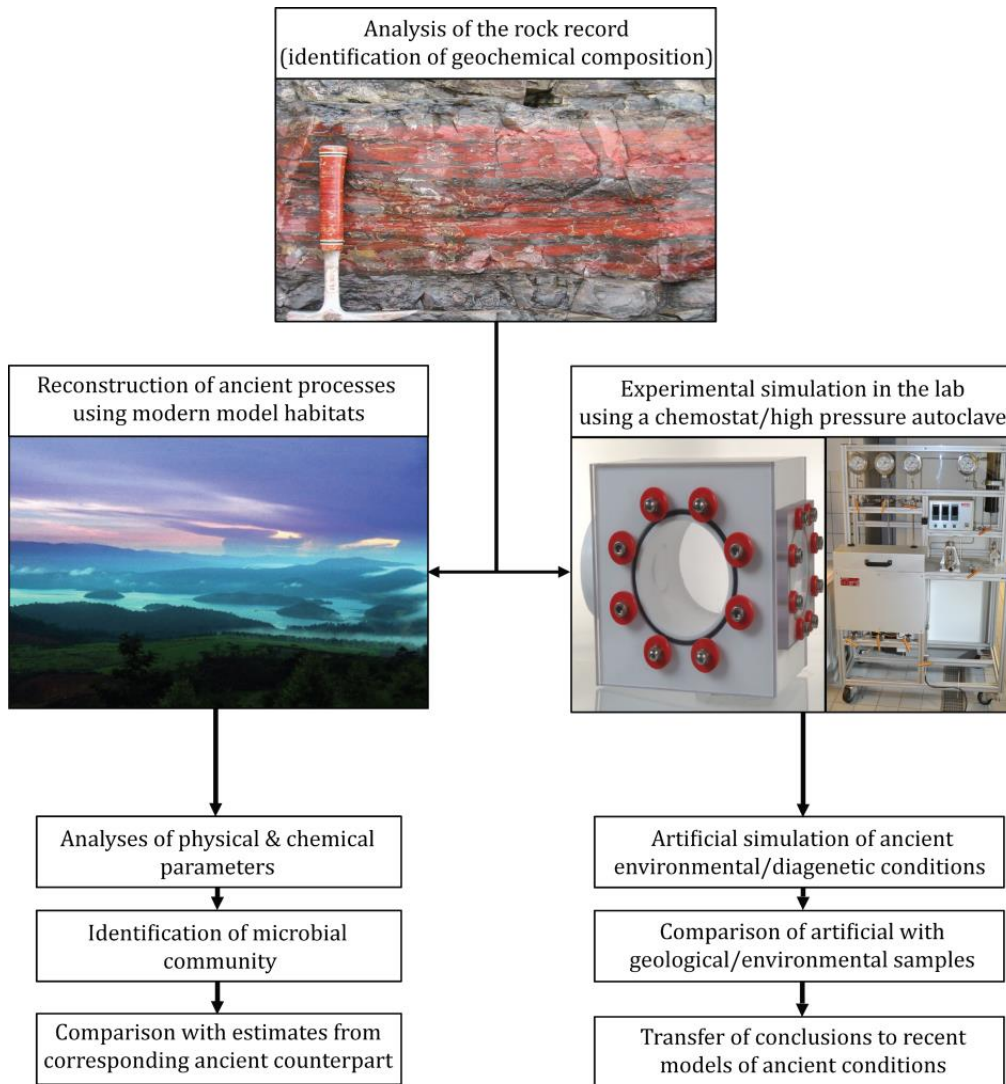 Analysis of the rock record
(identification of geochemical composition)
Reconstruction of ancient processes
using modern model habitats
Experimental simulation in the lab
using a chemostat/high pressure autoclave
Analyses of physical & chemical
parameters
Identification of microbial
community
Comparison with estimates from
corresponding ancient counterpart
Artificial simulation of ancient
environmental/diagenetic conditions
Comparison of artificial with
geological/environmental samples
Transfer of conclusions to recent
models of ancient conditions